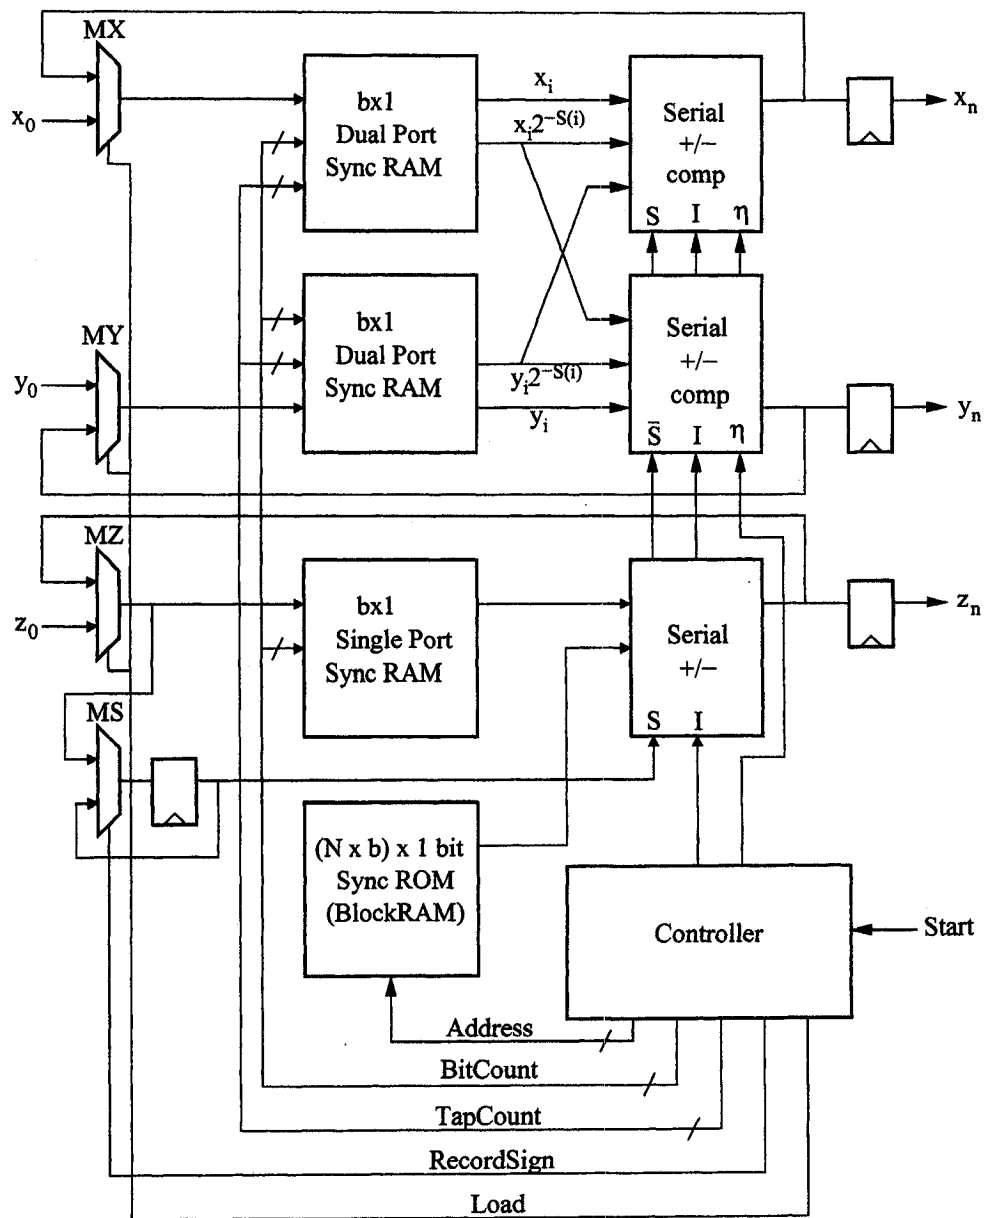 MX
x₀
bx1
Dual Port
Sync RAM
xᵢ
xᵢ2^-S(i)
Serial
+/−
comp
S I η
xₙ
MY
y₀
bx1
Dual Port
Sync RAM
yᵢ2^-S(i)
yᵢ
Serial
+/−
comp
S̄ I η
yₙ
MZ
z₀
bx1
Single Port
Sync RAM
Serial
+/−
S I
zₙ
MS
(N x b) x 1 bit
Sync ROM
(BlockRAM)
Controller
Start
Address
BitCount
TapCount
RecordSign
Load